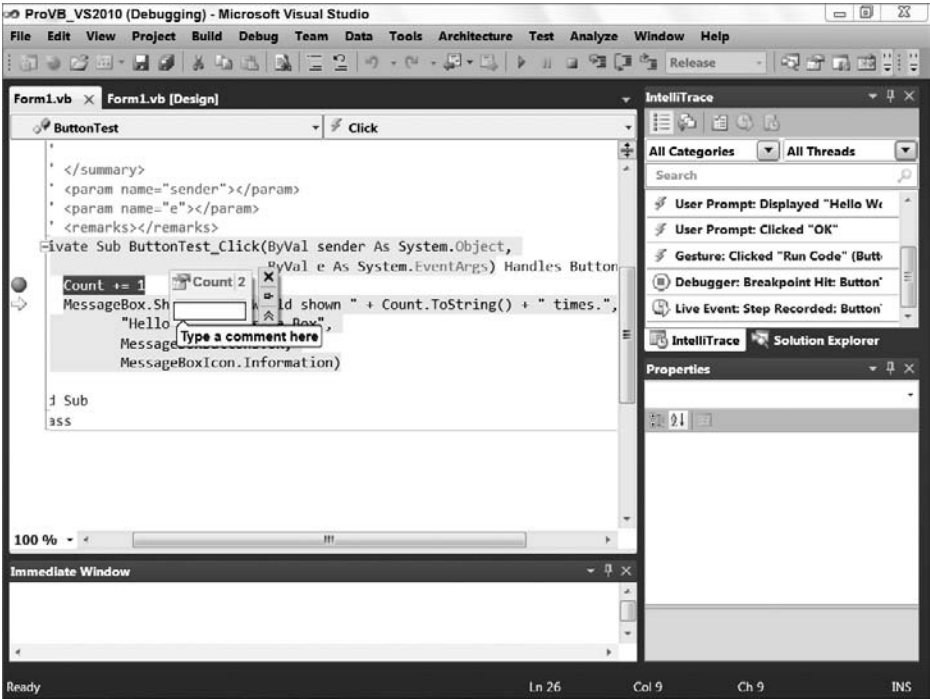 ProVB_VS2010 (Debugging) - Microsoft Visual Studio
File Edit View Project Build Debug Team Data Tools Architecture Test Analyze Window Help
Release
Form1.vb Form1.vb [Design]
ButtonTest Click
'
' </summary>
' <param name="sender"></param>
' <param name="e"></param>
' <remarks></remarks>
ivate Sub ButtonTest_Click(ByVal sender As System.Object,
ByVal e As System.EventArgs) Handles Button
Count += 1
Count 2
MessageBox.Sh ld shown " + Count.ToString() + " times.",
"Hello Box",
Type a comment here
Messag
MessageBoxIcon.Information)
d Sub
ass
100 %
Immediate Window
IntelliTrace
All Categories All Threads
Search
User Prompt: Displayed "Hello Wo
User Prompt: Clicked "OK"
Gesture: Clicked "Run Code" (Butt
Debugger: Breakpoint Hit: Button
Live Event: Step Recorded: Button
IntelliTrace Solution Explorer
Properties
Ready Ln 26 Col 9 Ch 9 INS